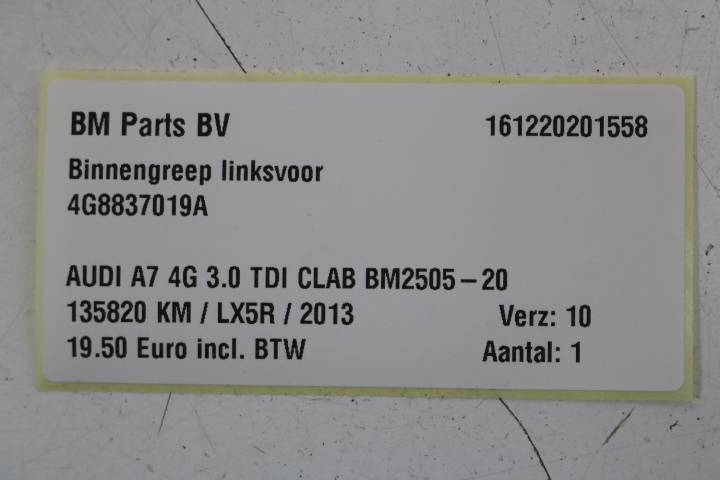 BM Parts BV 161220201558
Binnengreep linksvoor
4G8837019A
AUDI A7 4G 3.0 TDI CLAB BM2505-20
135820 KM / LX5R / 2013 Verz: 10
19.50 Euro incl. BTW Aantal: 1